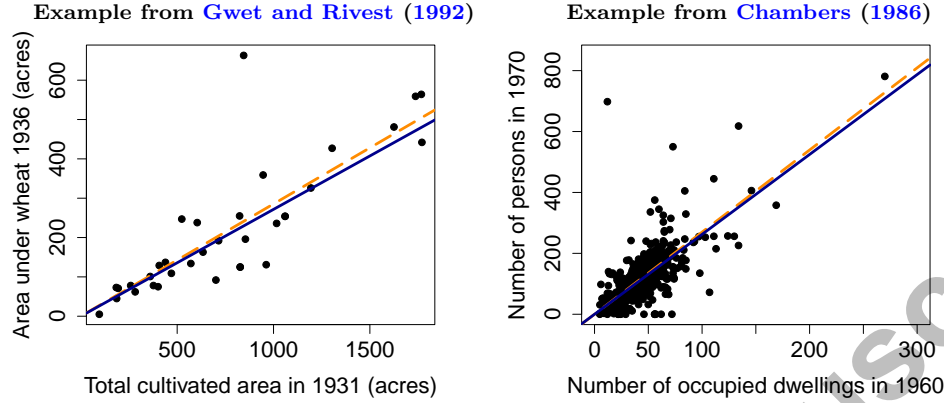 Example from Gwet and Rivest (1992)
Area under wheat 1936 (acres)
600
400
200
0
500
1000
1500
Total cultivated area in 1931 (acres)
Example from Chambers (1986)
Number of persons in 1970
800
600
400
200
0
0
50
100
200
300
Number of occupied dwellings in 1960